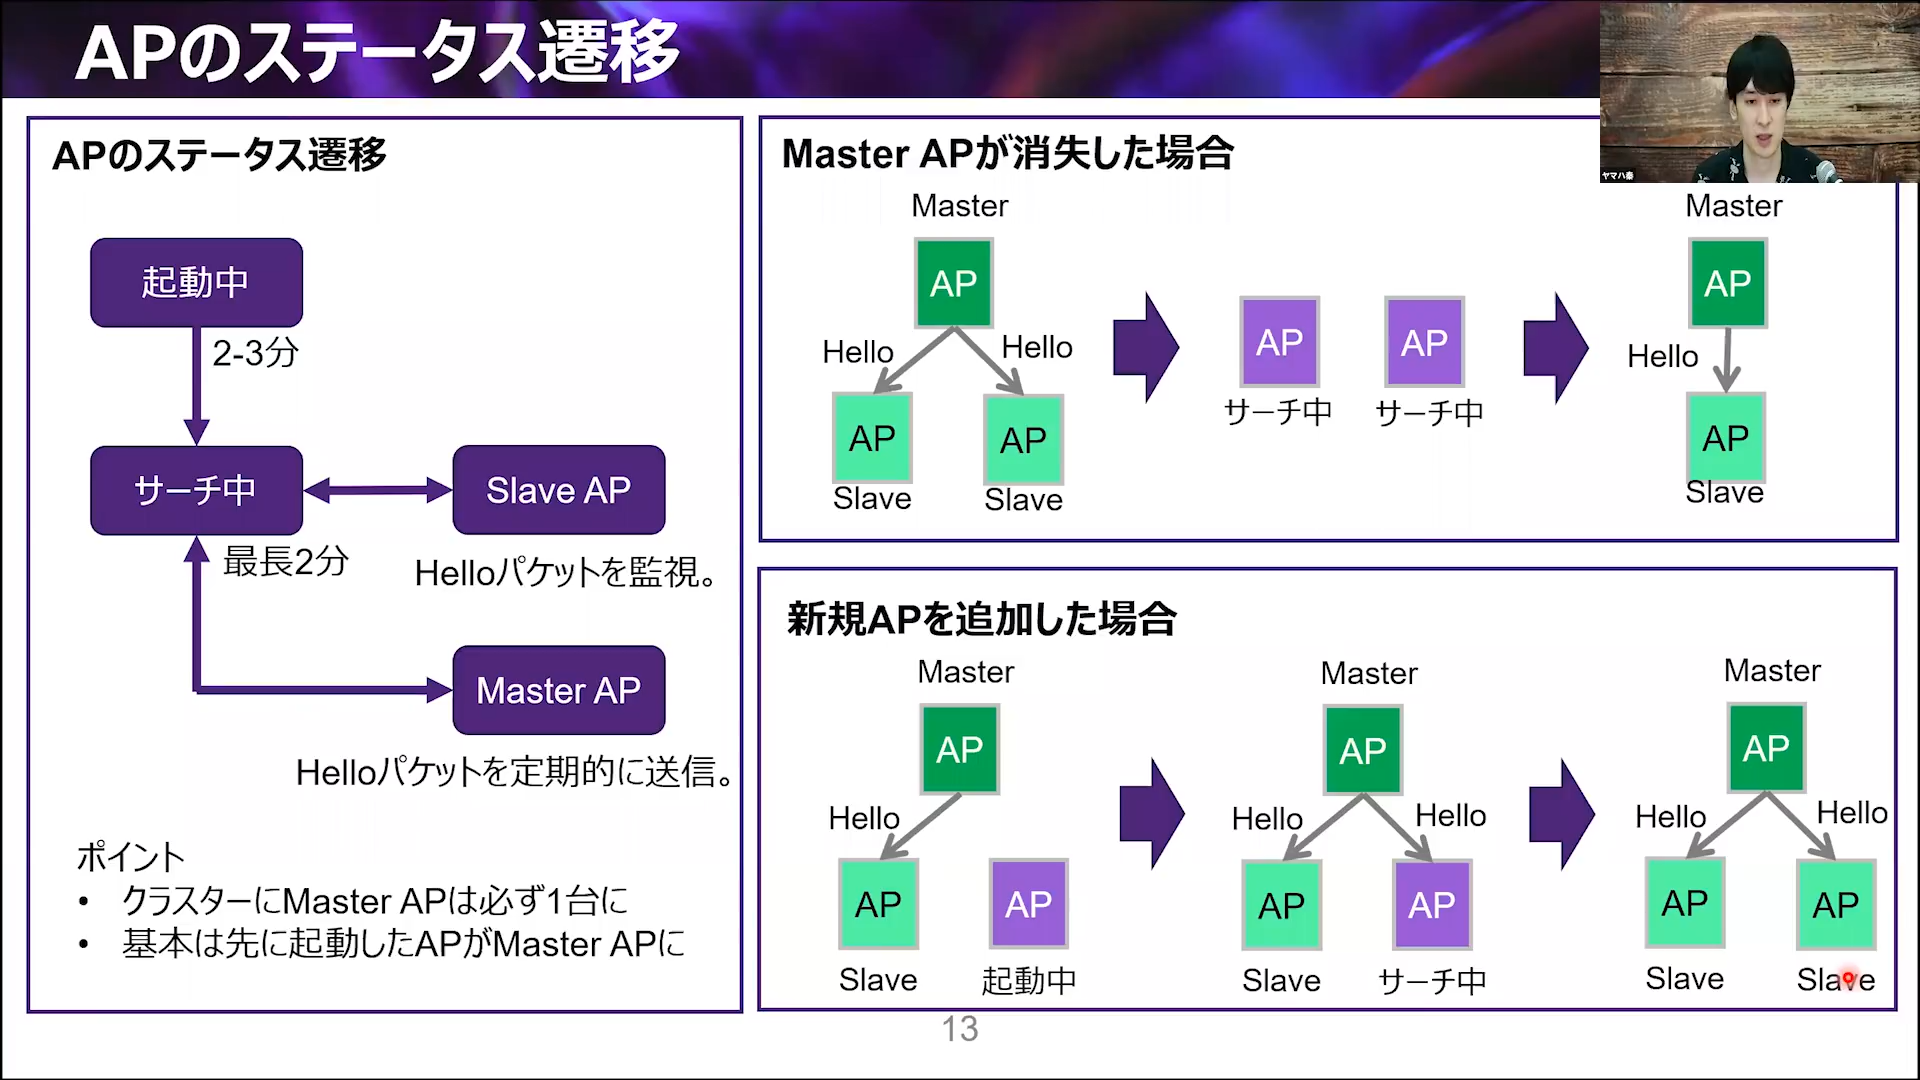 APのステータス遷移
ヤマハ秦
APのステータス遷移
起動中
2-3分
サーチ中
Slave AP
最長2分
Helloパケットを監視。
Master AP
Helloパケットを定期的に送信。
ポイント
• クラスターにMaster APは必ず1台に
• 基本は先に起動したAPがMaster APに
Master APが消失した場合
Master
AP
Hello
Hello
AP
AP
Slave
Slave
AP
AP
サーチ中
サーチ中
Master
AP
Hello
AP
Slave
新規APを追加した場合
Master
AP
Hello
AP
AP
Slave
起動中
Master
AP
Hello
Hello
AP
AP
Slave
サーチ中
Master
AP
Hello
Hello
AP
AP
Slave
Slave
13